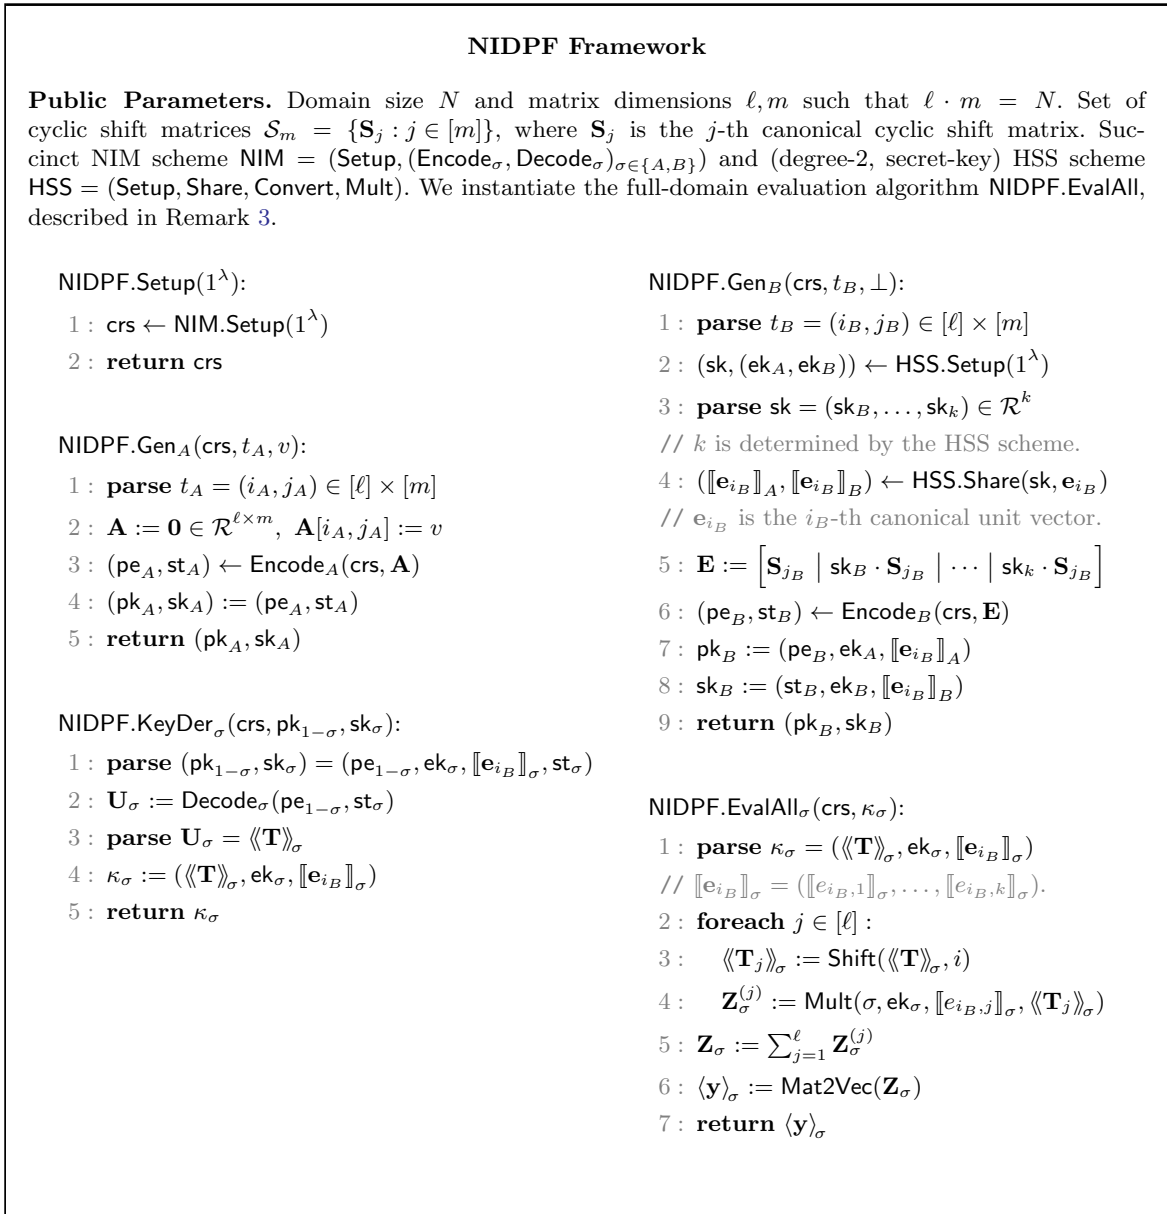 NIDPF Framework
Public Parameters. Domain size N and matrix dimensions ℓ, m such that ℓ · m = N. Set of
cyclic shift matrices 𝒮ₘ = {𝐒ⱼ : j ∈ [m]}, where 𝐒ⱼ is the j-th canonical cyclic shift matrix. Suc-
cinct NIM scheme NIM = (Setup, (Encode_σ, Decode_σ)_{σ∈{A,B}}) and (degree-2, secret-key) HSS scheme
HSS = (Setup, Share, Convert, Mult). We instantiate the full-domain evaluation algorithm NIDPF.EvalAll,
described in Remark 3.
NIDPF.Setup(1^λ):
1 : crs ← NIM.Setup(1^λ)
2 : return crs
NIDPF.Gen_A(crs, t_A, v):
1 : parse t_A = (i_A, j_A) ∈ [ℓ] × [m]
2 : 𝐀 := 𝟎 ∈ ℛ^{ℓ×m}, 𝐀[i_A, j_A] := v
3 : (pe_A, st_A) ← Encode_A(crs, 𝐀)
4 : (pk_A, sk_A) := (pe_A, st_A)
5 : return (pk_A, sk_A)
NIDPF.KeyDer_σ(crs, pk_{1−σ}, sk_σ):
1 : parse (pk_{1−σ}, sk_σ) = (pe_{1−σ}, ek_σ, ⟦𝐞_{i_B}⟧_σ, st_σ)
2 : 𝐔_σ := Decode_σ(pe_{1−σ}, st_σ)
3 : parse 𝐔_σ = ⟪𝐓⟫_σ
4 : κ_σ := (⟪𝐓⟫_σ, ek_σ, ⟦𝐞_{i_B}⟧_σ)
5 : return κ_σ
NIDPF.Gen_B(crs, t_B, ⊥):
1 : parse t_B = (i_B, j_B) ∈ [ℓ] × [m]
2 : (sk, (ek_A, ek_B)) ← HSS.Setup(1^λ)
3 : parse sk = (sk_B, . . . , sk_k) ∈ ℛ^k
// k is determined by the HSS scheme.
4 : (⟦𝐞_{i_B}⟧_A, ⟦𝐞_{i_B}⟧_B) ← HSS.Share(sk, 𝐞_{i_B})
// 𝐞_{i_B} is the i_B-th canonical unit vector.
5 : 𝐄 := [𝐒_{j_B} | sk_B · 𝐒_{j_B} | · · · | sk_k · 𝐒_{j_B}]
6 : (pe_B, st_B) ← Encode_B(crs, 𝐄)
7 : pk_B := (pe_B, ek_A, ⟦𝐞_{i_B}⟧_A)
8 : sk_B := (st_B, ek_B, ⟦𝐞_{i_B}⟧_B)
9 : return (pk_B, sk_B)
NIDPF.EvalAll_σ(crs, κ_σ):
1 : parse κ_σ = (⟪𝐓⟫_σ, ek_σ, ⟦𝐞_{i_B}⟧_σ)
// ⟦𝐞_{i_B}⟧_σ = (⟦e_{i_B,1}⟧_σ, . . . , ⟦e_{i_B,k}⟧_σ).
2 : foreach j ∈ [ℓ] :
3 : ⟪𝐓_j⟫_σ := Shift(⟪𝐓⟫_σ, i)
4 : 𝐙_σ^{(j)} := Mult(σ, ek_σ, ⟦e_{i_B,j}⟧_σ, ⟪𝐓_j⟫_σ)
5 : 𝐙_σ := ∑_{j=1}^{ℓ} 𝐙_σ^{(j)}
6 : ⟨𝐲⟩_σ := Mat2Vec(𝐙_σ)
7 : return ⟨𝐲⟩_σ